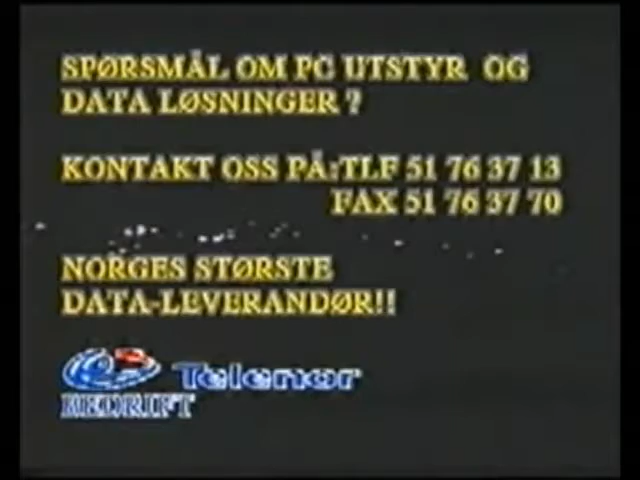 SPØRSMÅL OM PC UTSTYR OG
DATA LØSNINGER ?
KONTAKT OSS PÅ:TLF 51 76 37 13
FAX 51 76 37 70
NORGES STØRSTE
DATA-LEVERANDØR!!
Telenor
BEDRIFT